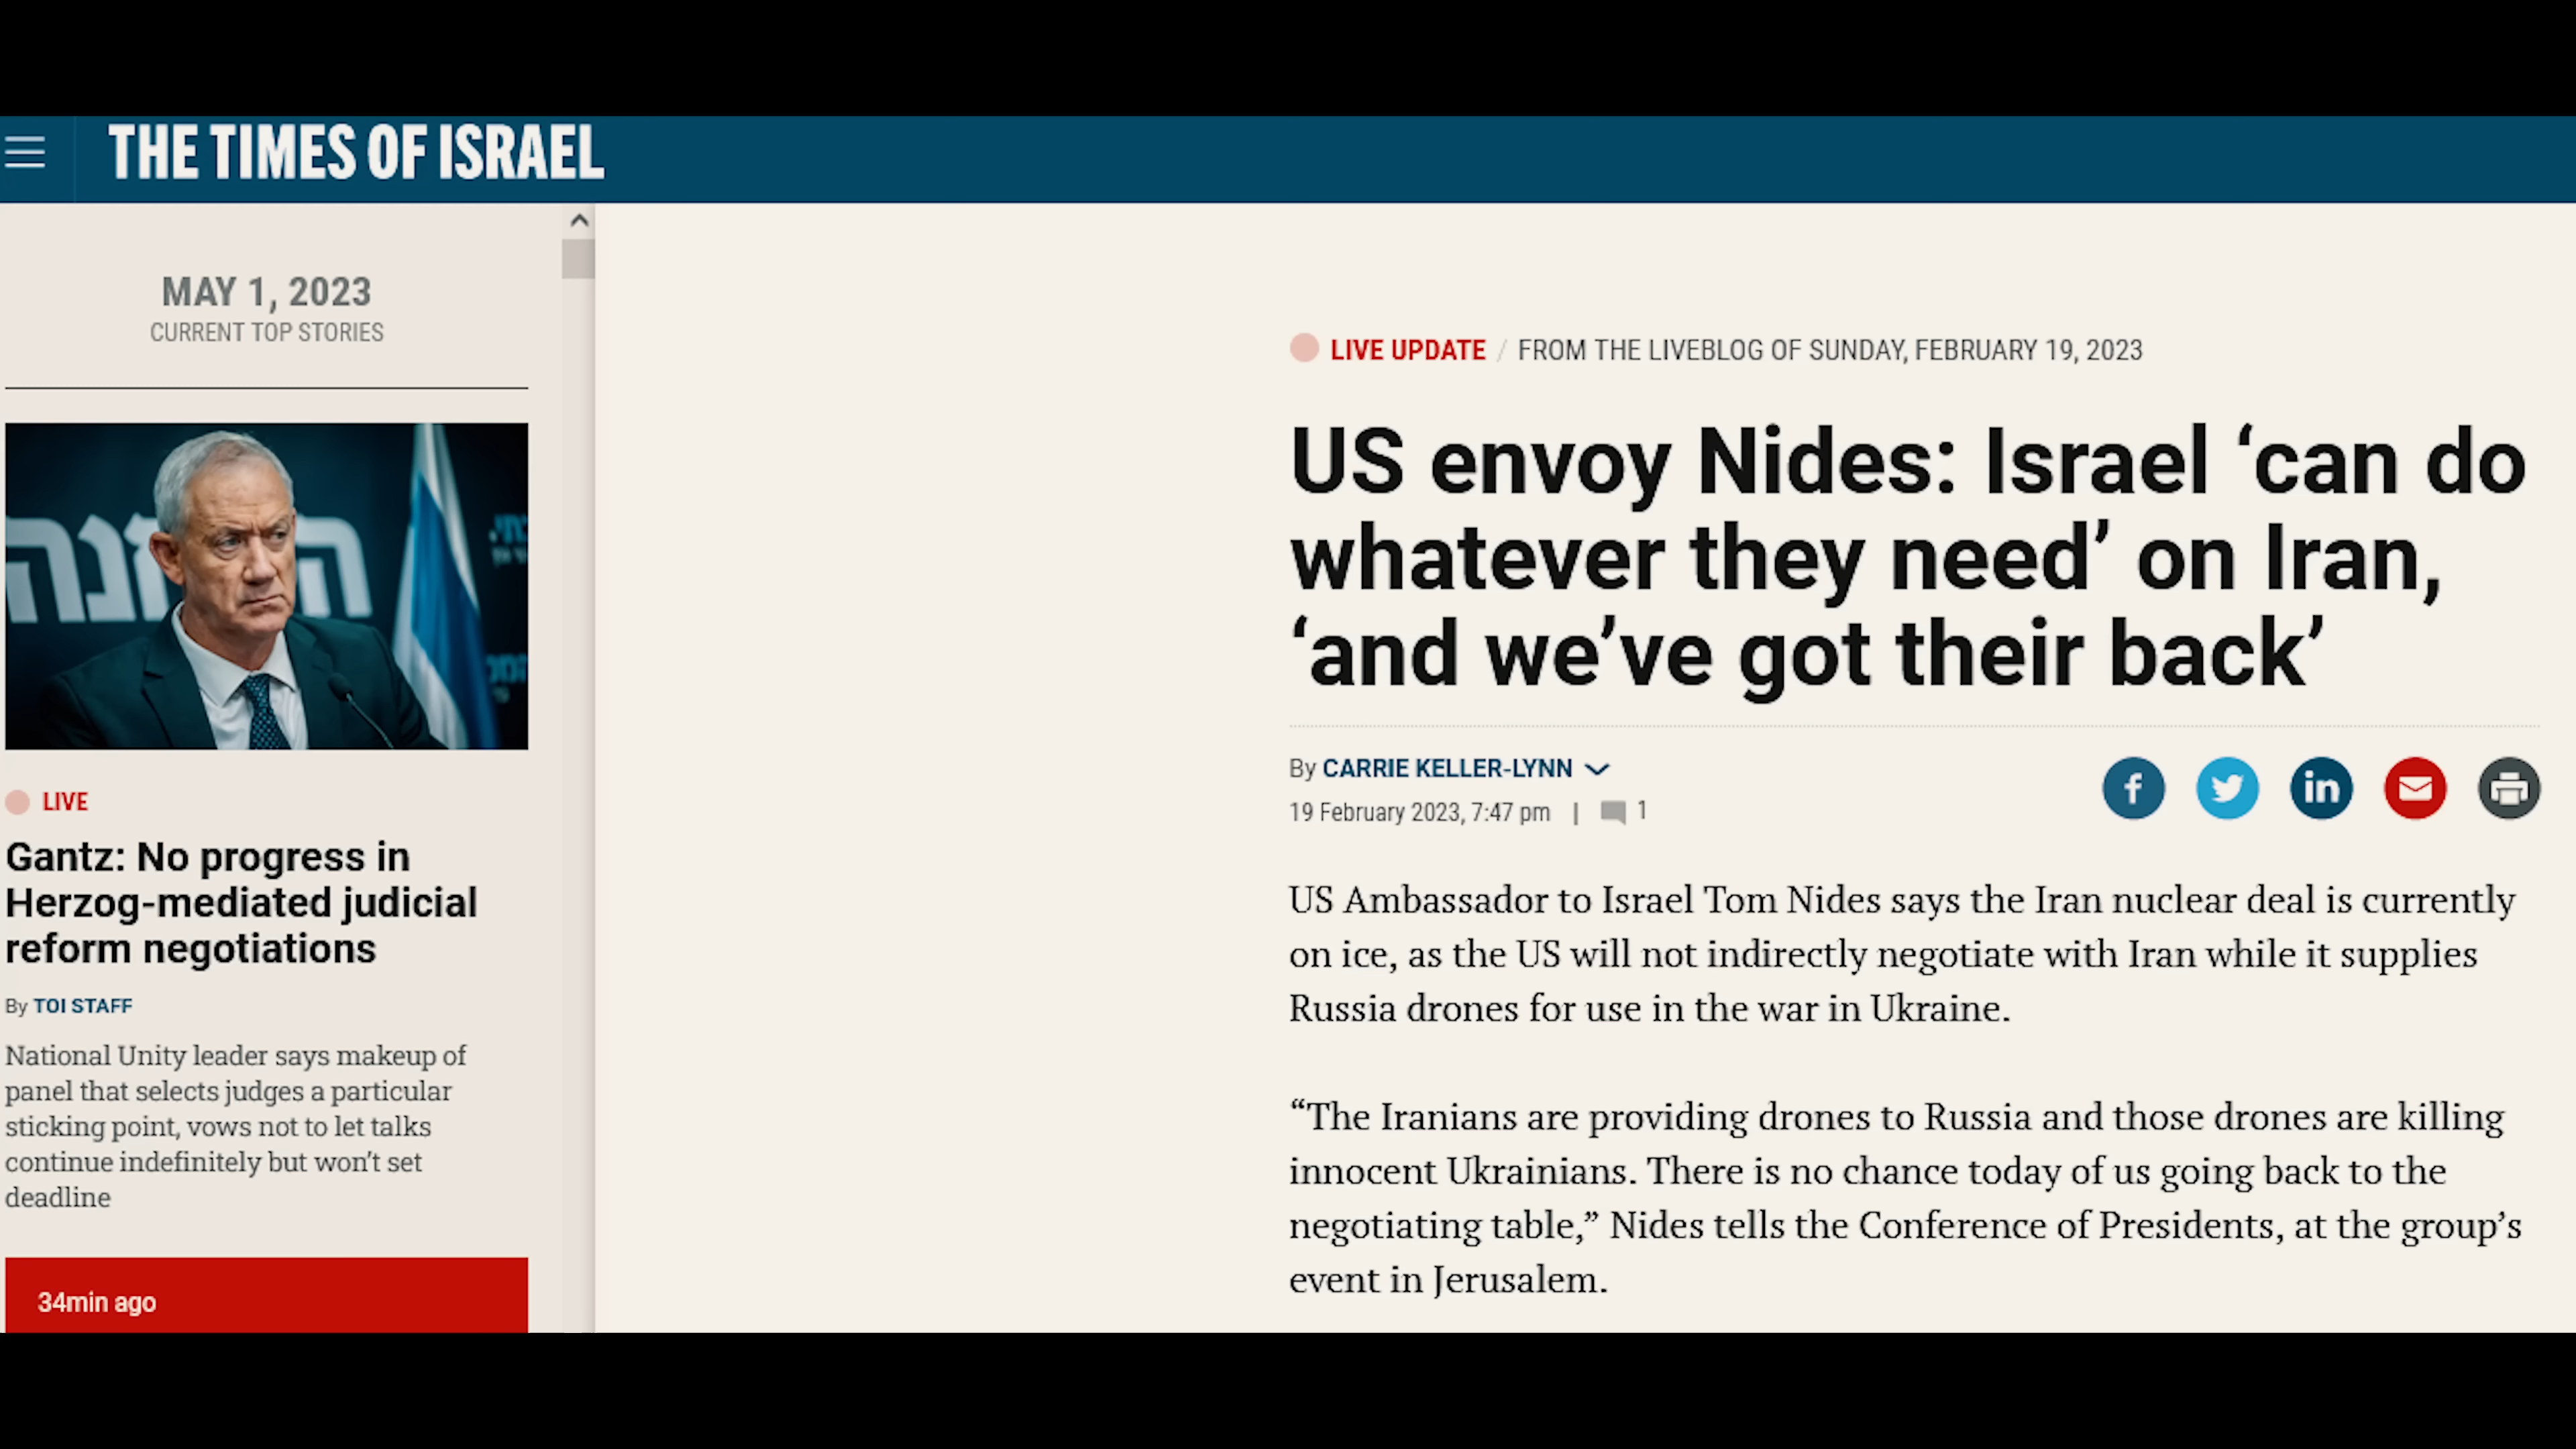 THE TIMES OF ISRAEL
MAY 1, 2023
CURRENT TOP STORIES
LIVE
Gantz: No progress in
Herzog-mediated judicial
reform negotiations
By TOI STAFF
National Unity leader says makeup of
panel that selects judges a particular
sticking point, vows not to let talks
continue indefinitely but won’t set
deadline
34min ago
LIVE UPDATE / FROM THE LIVEBLOG OF SUNDAY, FEBRUARY 19, 2023
US envoy Nides: Israel ‘can do
whatever they need’ on Iran,
‘and we’ve got their back’
By CARRIE KELLER-LYNN
19 February 2023, 7:47 pm | 1
US Ambassador to Israel Tom Nides says the Iran nuclear deal is currently
on ice, as the US will not indirectly negotiate with Iran while it supplies
Russia drones for use in the war in Ukraine.
“The Iranians are providing drones to Russia and those drones are killing
innocent Ukrainians. There is no chance today of us going back to the
negotiating table,” Nides tells the Conference of Presidents, at the group’s
event in Jerusalem.